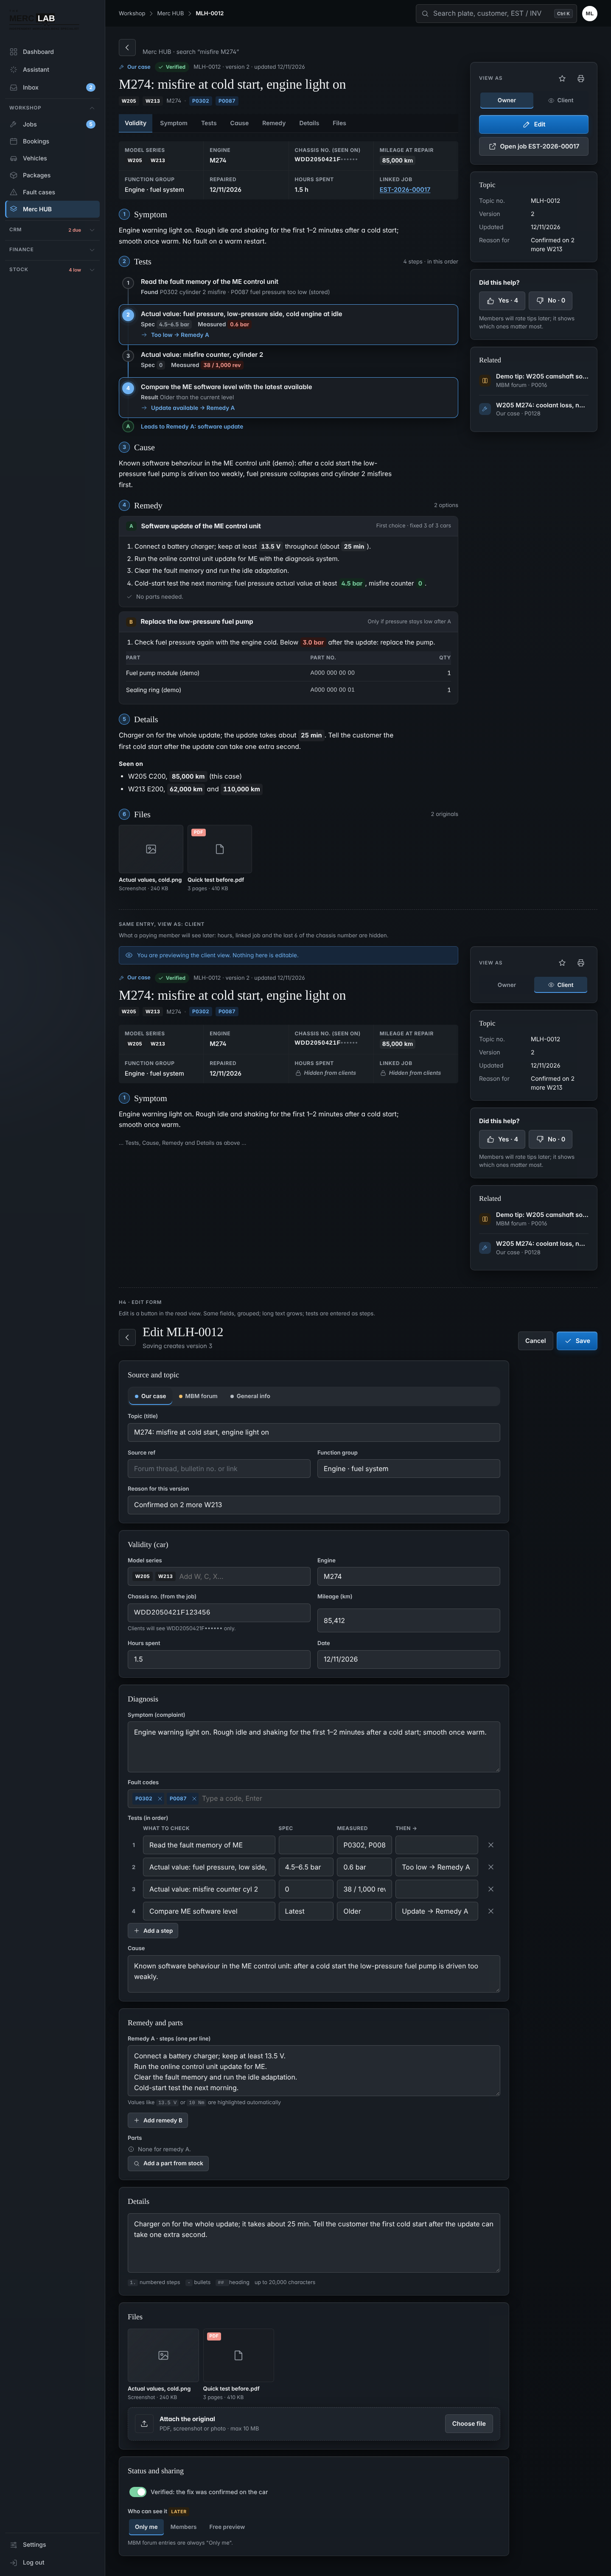 LAB
Workshop > Merc HUB > MLH-0012
Search plate, customer, EST / INV
Ctrl K
ML
Dashboard
Assistant
Inbox
WORKSHOP
Jobs
Bookings
Vehicles
Packages
Fault cases
Merc HUB
CRM 2 due
FINANCE
STOCK 4 low
Settings
Log out
Merc HUB · search “misfire M274”
Our case Verified MLH-0012 · version 2 · updated 12/11/2026
M274: misfire at cold start, engine light on
W205 W213 M274 · P0302 P0087
Validity Symptom Tests Cause Remedy Details Files
MODEL SERIES ENGINE CHASSIS NO. (SEEN ON) MILEAGE AT REPAIR
W205 W213 M274 WDD2050421F•••••• 85,000 km
FUNCTION GROUP REPAIRED HOURS SPENT LINKED JOB
Engine · fuel system 12/11/2026 1.5 h EST-2026-00017
1 Symptom
Engine warning light on. Rough idle and shaking for the first 1–2 minutes after a cold start;
smooth once warm. No fault on a warm restart.
2 Tests 4 steps · in this order
1 Read the fault memory of the ME control unit
Found P0302 cylinder 2 misfire · P0087 fuel pressure too low (stored)
2 Actual value: fuel pressure, low-pressure side, cold engine at idle
Spec 4.5–6.5 bar Measured 0.6 bar
→ Too low → Remedy A
3 Actual value: misfire counter, cylinder 2
Spec 0 Measured 38 / 1,000 rev
4 Compare the ME software level with the latest available
Result Older than the current level
→ Update available → Remedy A
A Leads to Remedy A: software update
3 Cause
Known software behaviour in the ME control unit (demo): after a cold start the low-
pressure fuel pump is driven too weakly, fuel pressure collapses and cylinder 2 misfires
first.
4 Remedy 2 options
A Software update of the ME control unit First choice · fixed 3 of 3 cars
1. Connect a battery charger; keep at least 13.5 V throughout (about 25 min ).
2. Run the online control unit update for ME with the diagnosis system.
3. Clear the fault memory and run the idle adaptation.
4. Cold-start test the next morning: fuel pressure actual value at least 4.5 bar , misfire counter 0 .
No parts needed.
B Replace the low-pressure fuel pump Only if pressure stays low after A
1. Check fuel pressure again with the engine cold. Below 3.0 bar after the update: replace the pump.
PART PART NO. QTY
Fuel pump module (demo) A000 000 00 00 1
Sealing ring (demo) A000 000 00 01 1
5 Details
Charger on for the whole update; the update takes about 25 min . Tell the customer the
first cold start after the update can take one extra second.
Seen on
• W205 C200, 85,000 km (this case)
• W213 E200, 62,000 km and 110,000 km
6 Files 2 originals
PDF
Actual values, cold.png Quick test before.pdf
Screenshot · 240 KB 3 pages · 410 KB
VIEW AS
Owner Client
Edit
Open job EST-2026-00017
Topic
Topic no. MLH-0012
Version 2
Updated 12/11/2026
Reason for Confirmed on 2
more W213
Did this help?
Yes · 4 No · 0
Members will rate tips later; it shows
which ones matter most.
Related
Demo tip: W205 camshaft so...
MBM forum · P0016
W205 M274: coolant loss, n...
Our case · P0128
SAME ENTRY, VIEW AS: CLIENT
What a paying member will see later: hours, linked job and the last 6 of the chassis number are hidden.
You are previewing the client view. Nothing here is editable.
Our case Verified MLH-0012 · version 2 · updated 12/11/2026
M274: misfire at cold start, engine light on
W205 W213 M274 · P0302 P0087
MODEL SERIES ENGINE CHASSIS NO. (SEEN ON) MILEAGE AT REPAIR
W205 W213 M274 WDD2050421F•••••• 85,000 km
FUNCTION GROUP REPAIRED HOURS SPENT LINKED JOB
Engine · fuel system 12/11/2026 Hidden from clients Hidden from clients
1 Symptom
Engine warning light on. Rough idle and shaking for the first 1–2 minutes after a cold start;
smooth once warm.
... Tests, Cause, Remedy and Details as above ...
VIEW AS
Owner Client
Topic
Topic no. MLH-0012
Version 2
Updated 12/11/2026
Reason for Confirmed on 2
more W213
Did this help?
Yes · 4 No · 0
Members will rate tips later; it shows
which ones matter most.
Related
Demo tip: W205 camshaft so...
MBM forum · P0016
W205 M274: coolant loss, n...
Our case · P0128
H4 · EDIT FORM
Edit is a button in the read view. Same fields, grouped; long text grows; tests are entered as steps.
Edit MLH-0012
Saving creates version 3
Cancel Save
Source and topic
Our case MBM forum General info
Topic (title)
M274: misfire at cold start, engine light on
Source ref Function group
Forum thread, bulletin no. or link Engine · fuel system
Reason for this version
Confirmed on 2 more W213
Validity (car)
Model series Engine
W205 W213 Add W, C, X... M274
Chassis no. (from the job) Mileage (km)
WDD2050421F123456 85,412
Clients will see WDD2050421F•••••• only.
Hours spent Date
1.5 12/11/2026
Diagnosis
Symptom (complaint)
Engine warning light on. Rough idle and shaking for the first 1–2 minutes after a cold start; smooth once warm.
Fault codes
P0302 × P0087 × Type a code, Enter
Tests (in order)
WHAT TO CHECK SPEC MEASURED THEN →
1 Read the fault memory of ME P0302, P008
2 Actual value: fuel pressure, low side, 4.5–6.5 bar 0.6 bar Too low → Remedy A
3 Actual value: misfire counter cyl 2 0 38 / 1,000 rev
4 Compare ME software level Latest Older Update → Remedy A
+ Add a step
Cause
Known software behaviour in the ME control unit: after a cold start the low-pressure fuel pump is driven too
weakly.
Remedy and parts
Remedy A · steps (one per line)
Connect a battery charger; keep at least 13.5 V.
Run the online control unit update for ME.
Clear the fault memory and run the idle adaptation.
Cold-start test the next morning.
Values like 13.5 V or 10 Nm are highlighted automatically
+ Add remedy B
Parts
None for remedy A.
Add a part from stock
Details
Charger on for the whole update; it takes about 25 min. Tell the customer the first cold start after the update can
take one extra second.
1. numbered steps - bullets ## heading up to 20,000 characters
Files
PDF
Actual values, cold.png Quick test before.pdf
Screenshot · 240 KB 3 pages · 410 KB
Attach the original
PDF, screenshot or photo · max 10 MB
Choose file
Status and sharing
Verified: the fix was confirmed on the car
Who can see it LATER
Only me Members Free preview
MBM forum entries are always "Only me".